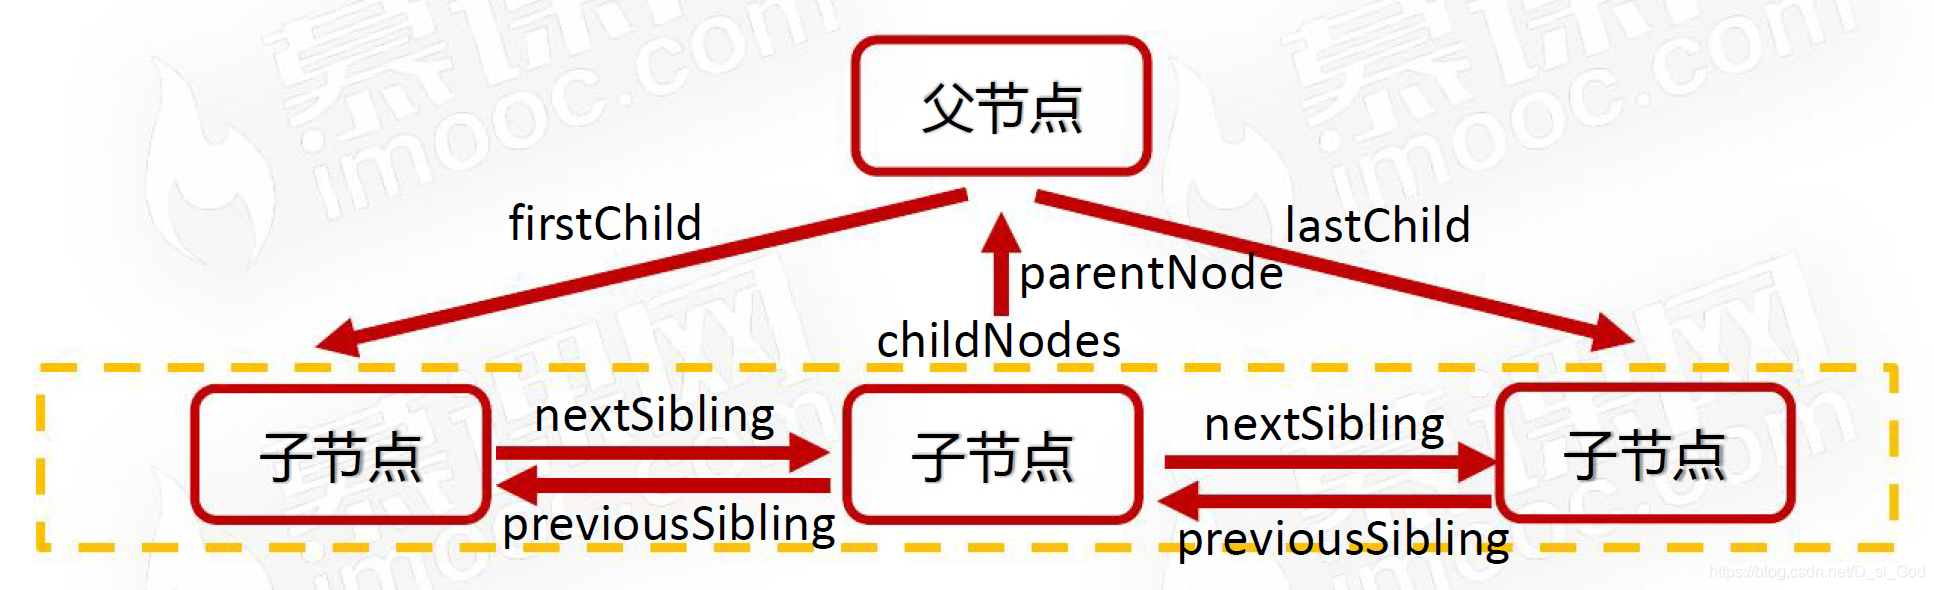 慕课网
imooc.com
父节点
firstChild
lastChild
parentNode
childNodes
子节点
nextSibling
previousSibling
子节点
nextSibling
previousSibling
子节点
https://blog.csdn.net/D_si_God